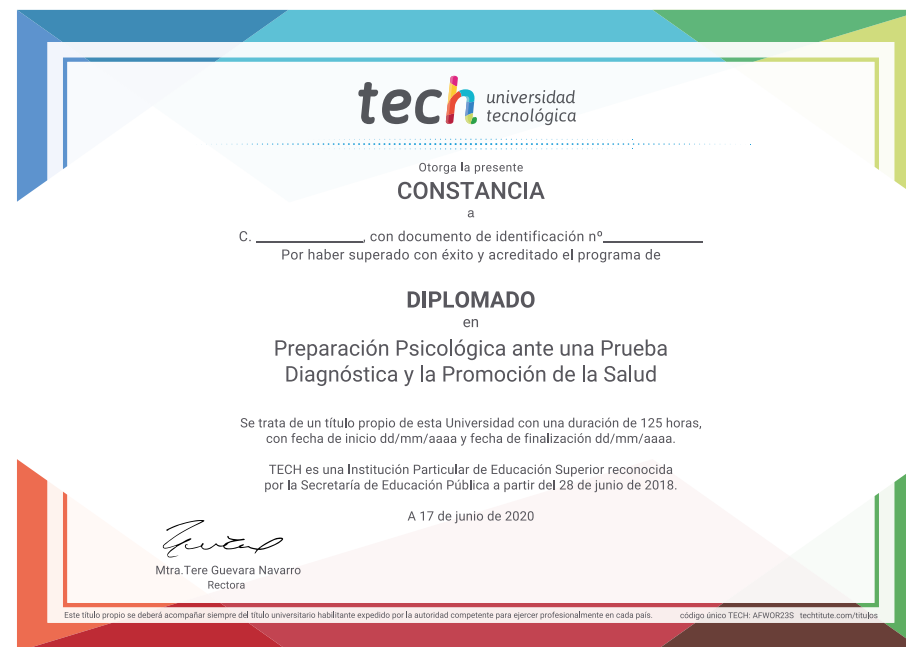 tech universidad
tecnológica
Otorga la presente
CONSTANCIA
a
C. ______________, con documento de identificación nº______________
Por haber superado con éxito y acreditado el programa de
DIPLOMADO
en
Preparación Psicológica ante una Prueba
Diagnóstica y la Promoción de la Salud
Se trata de un título propio de esta Universidad con una duración de 125 horas,
con fecha de inicio dd/mm/aaaa y fecha de finalización dd/mm/aaaa.
TECH es una Institución Particular de Educación Superior reconocida
por la Secretaría de Educación Pública a partir del 28 de junio de 2018.
A 17 de junio de 2020
Mtra.Tere Guevara Navarro
Rectora
Este título propio se deberá acompañar siempre del título universitario habilitante expedido por la autoridad competente para ejercer profesionalmente en cada país. código único TECH: AFWOR23S techtitute.com/titulos